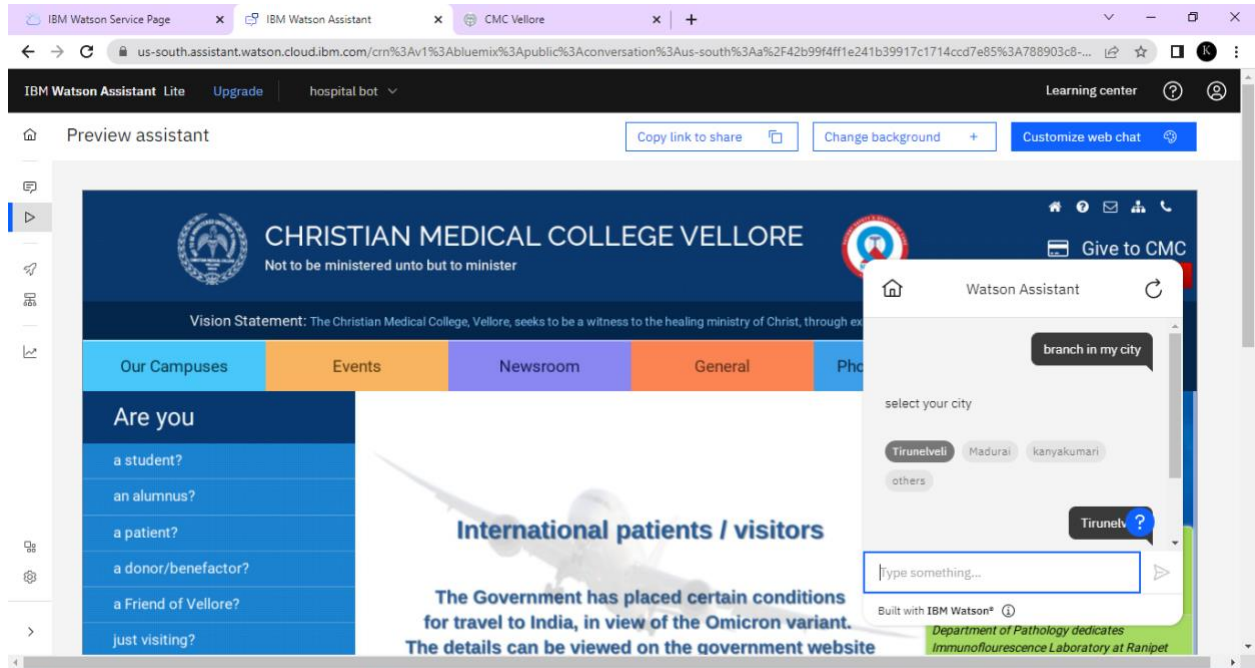 IBM Watson Service Page
IBM Watson Assistant
CMC Vellore
us-south.assistant.watson.cloud.ibm.com/crn%3Av1%3Abluemix%3Apublic%3Aconversation%3Aus-south%3Aa%2F42b99f4ff1e241b39917c1714ccd7e85%3A788903c8-...
K
IBM Watson Assistant Lite Upgrade hospital bot
Learning center
Preview assistant
Copy link to share
Change background +
Customize web chat
CHRISTIAN MEDICAL COLLEGE VELLORE
Not to be ministered unto but to minister
Give to CMC
Vision Statement: The Christian Medical College, Vellore, seeks to be a witness to the healing ministry of Christ, through
Our Campuses Events Newsroom General
Are you
a student?
an alumnus?
a patient?
a donor/benefactor?
a Friend of Vellore?
just visiting?
International patients / visitors
The Government has placed certain conditions
for travel to India, in view of the Omicron variant.
The details can be viewed on the government website
Watson Assistant
branch in my city
select your city
Tirunelveli Madurai kanyakumari
others
Tirunelv
?
Type something...
Built with IBM Watson®
Department of Pathology dedicates
Immunoflourescence Laboratory at Ranipet